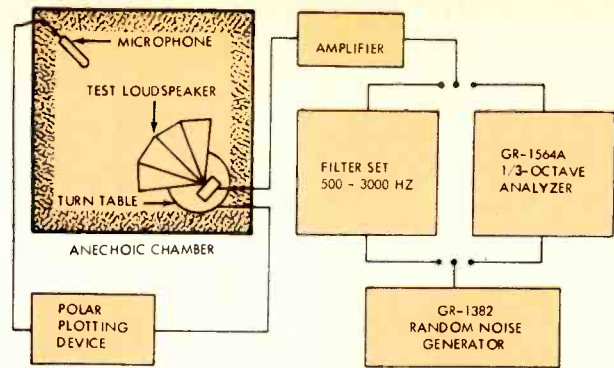 MICROPHONE
TEST LOUDSPEAKER
TURN TABLE
ANECHOIC CHAMBER
POLAR
PLOTTING
DEVICE
AMPLIFIER
FILTER SET
500 - 3000 HZ
GR-1564A
1/3-OCTAVE
ANALYZER
GR-1382
RANDOM NOISE
GENERATOR